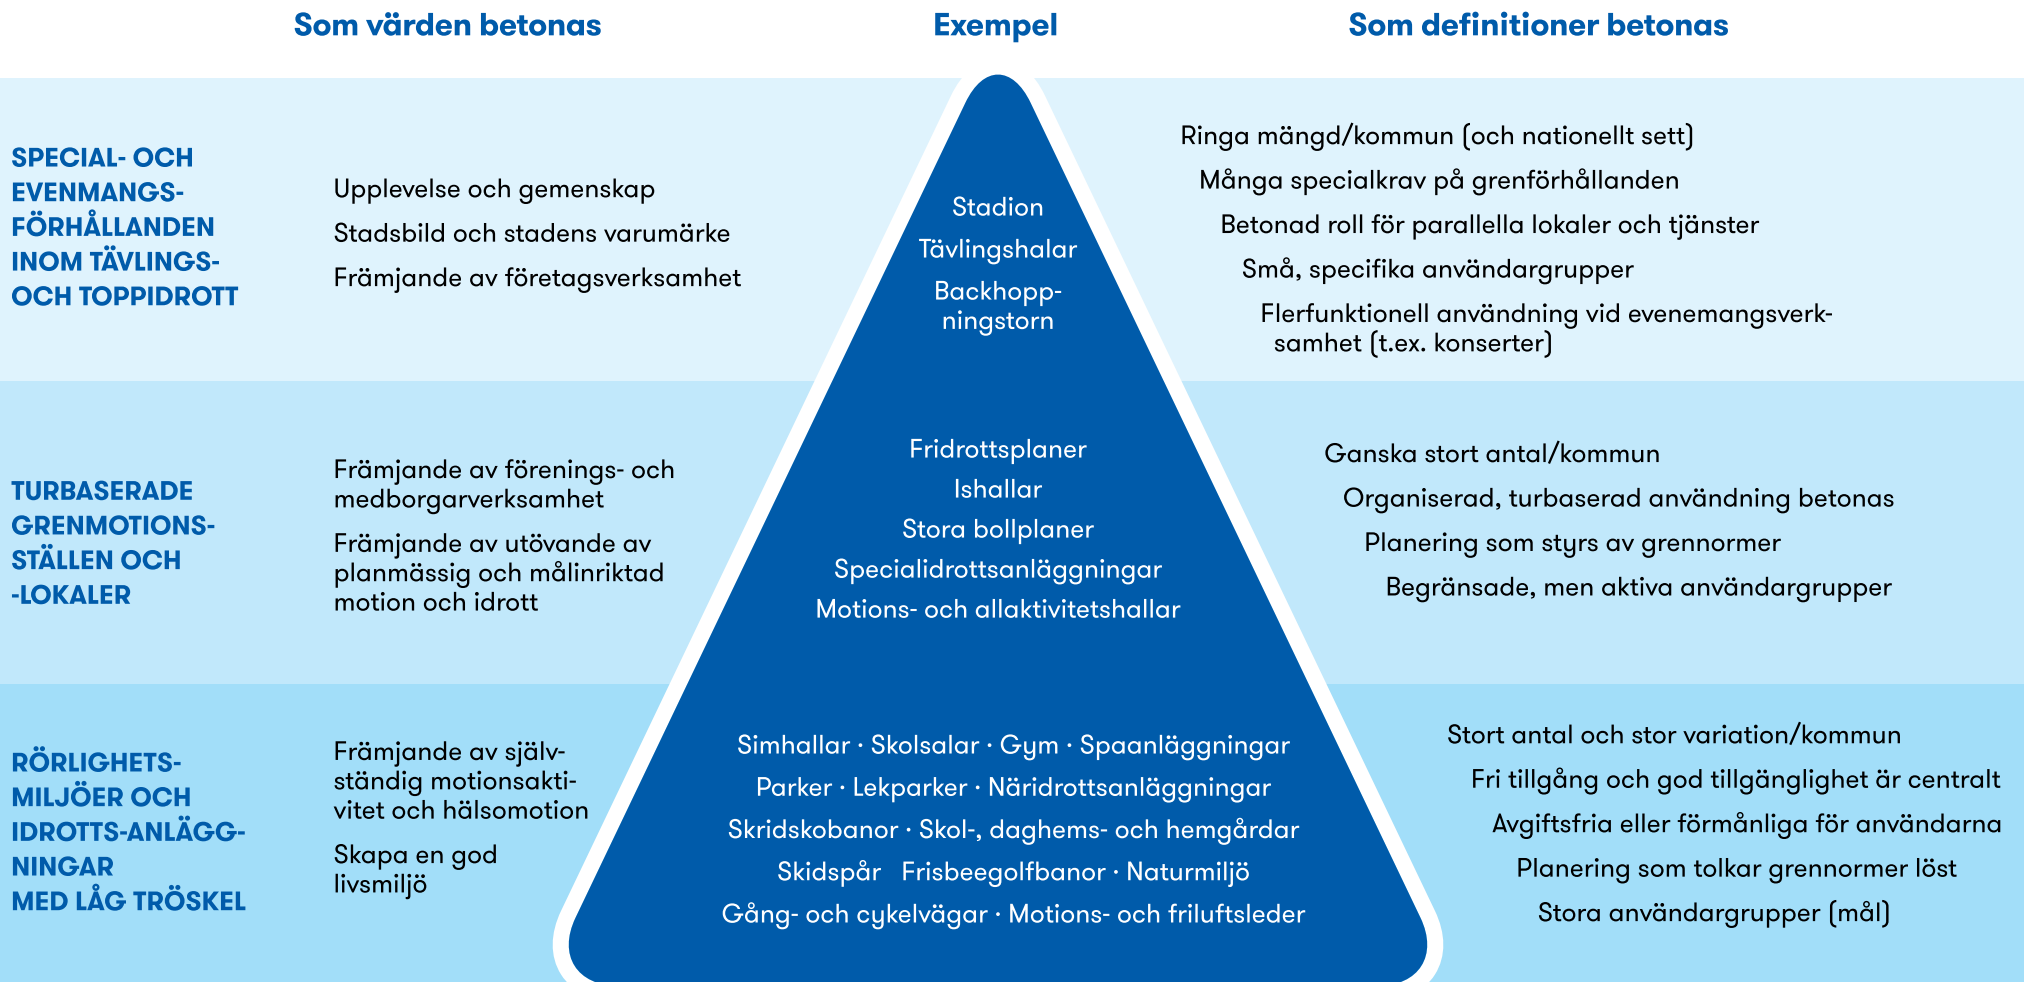 Som värden betonas
Exempel
Som definitioner betonas
SPECIAL- OCH
EVENMANGS-
FÖRHÅLLANDEN
INOM TÄVLINGS-
OCH TOPPIDROTT
Upplevelse och gemenskap
Stadsbild och stadens varumärke
Främjande av företagsverksamhet
Stadion
Tävlingshalar
Backhopp-
ningstorn
Ringa mängd/kommun (och nationellt sett)
Många specialkrav på grenförhållanden
Betonad roll för parallella lokaler och tjänster
Små, specifika användargrupper
Flerfunktionell användning vid evenemangsverk-
samhet (t.ex. konserter)
TURBASERADE
GRENMOTIONS-
STÄLLEN OCH
-LOKALER
Främjande av förenings- och
medborgarverksamhet
Främjande av utövande av
planmässig och målinriktad
motion och idrott
Fridrottsplaner
Ishallar
Stora bollplaner
Specialidrottsanläggningar
Motions- och allaktivitetshallar
Ganska stort antal/kommun
Organiserad, turbaserad användning betonas
Planering som styrs av grennormer
Begränsade, men aktiva användargrupper
RÖRLIGHETS-
MILJÖER OCH
IDROTTS-ANLÄGG-
NINGAR
MED LÅG TRÖSKEL
Främjande av själv-
ständig motionsakti-
vitet och hälsomotion
Skapa en god
livsmiljö
Simhallar · Skolsalar · Gym · Spaanläggningar
Parker · Lekparker · Näridrottsanläggningar
Skridskobanor · Skol-, daghems- och hemgårdar
Skidspår Frisbeegolfbanor · Naturmiljö
Gång- och cykelvägar · Motions- och friluftsleder
Stort antal och stor variation/kommun
Fri tillgång och god tillgänglighet är centralt
Avgiftsfria eller förmånliga för användarna
Planering som tolkar grennormer löst
Stora användargrupper (mål)